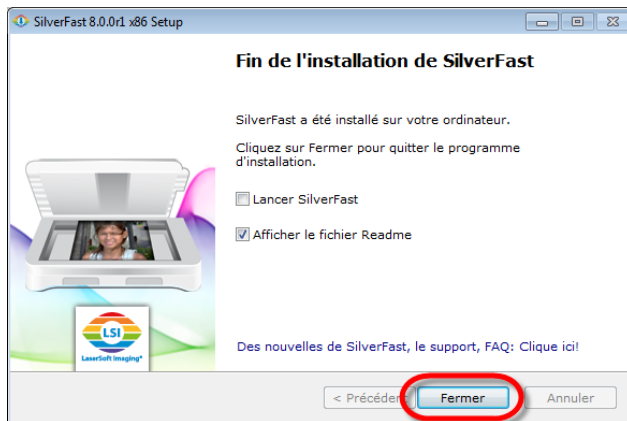 SilverFast 8.0.0r1 x86 Setup
Fin de l'installation de SilverFast
SilverFast a été installé sur votre ordinateur.
Cliquez sur Fermer pour quitter le programme
d'installation.
Lancer SilverFast
Afficher le fichier Readme
LSI
LaserSoft Imaging
Des nouvelles de SilverFast, le support, FAQ: Clique ici!
< Précédent
Fermer
Annuler